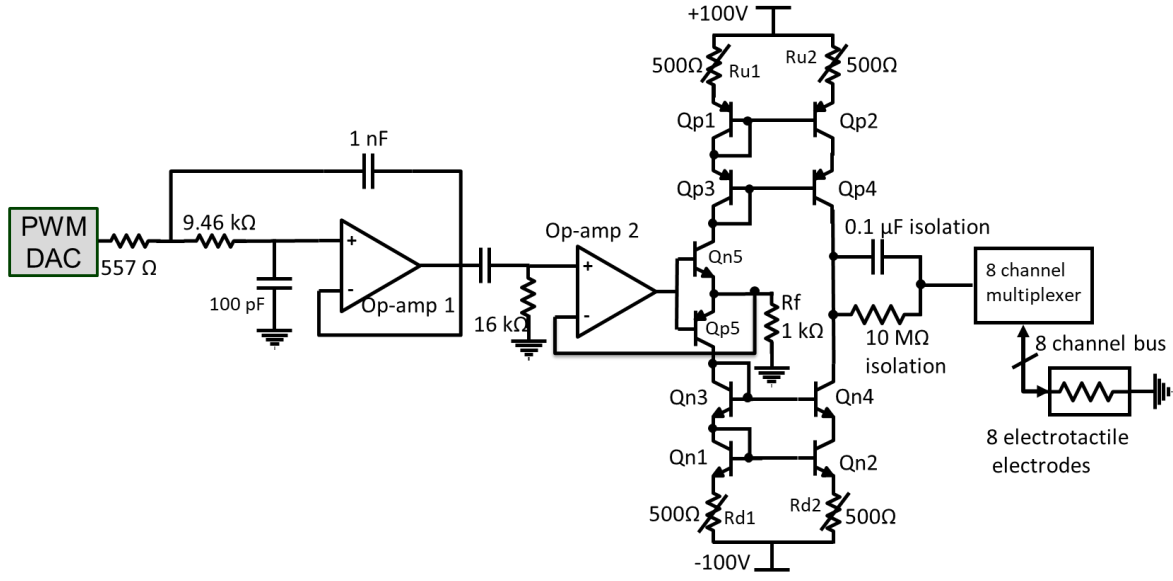 +100V
500Ω
Ru1
Ru2
500Ω
Qp1
Qp2
1 nF
Qp3
Qp4
PWM
DAC
557 Ω
9.46 kΩ
+
-
Op-amp 1
100 pF
16 kΩ
Op-amp 2
+
-
Qn5
Qp5
Rf
1 kΩ
0.1 µF isolation
10 MΩ
isolation
8 channel
multiplexer
8 channel bus
8 electrotactile
electrodes
Qn3
Qn4
Qn1
Qn2
500Ω
Rd1
Rd2
500Ω
-100V